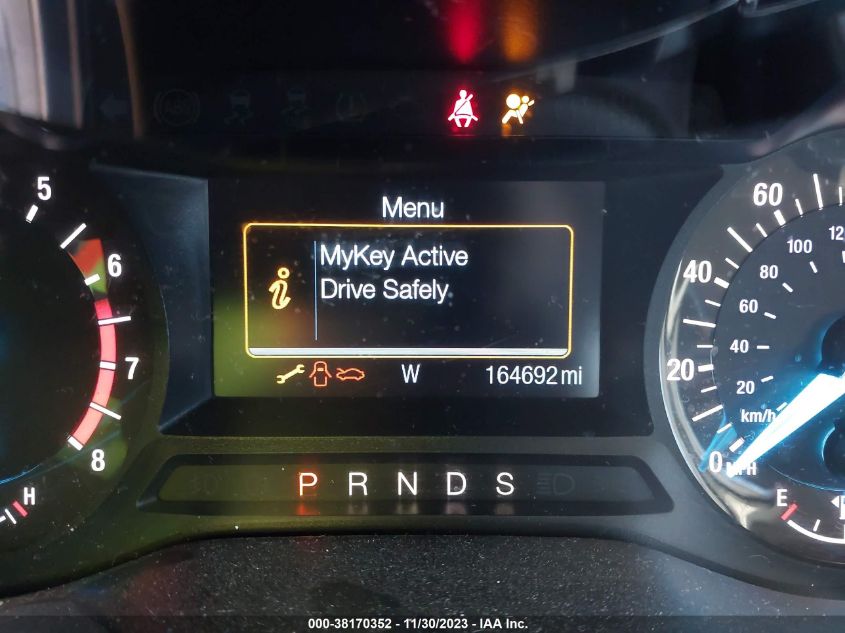 Menu
MyKey Active
Drive Safely
W 164692 mi
P R N D S
5
6
7
8
H
60
40
20
0
MPH
100
80
60
40
20
km/h
E
000-38170352 - 11/30/2023 - IAA Inc.